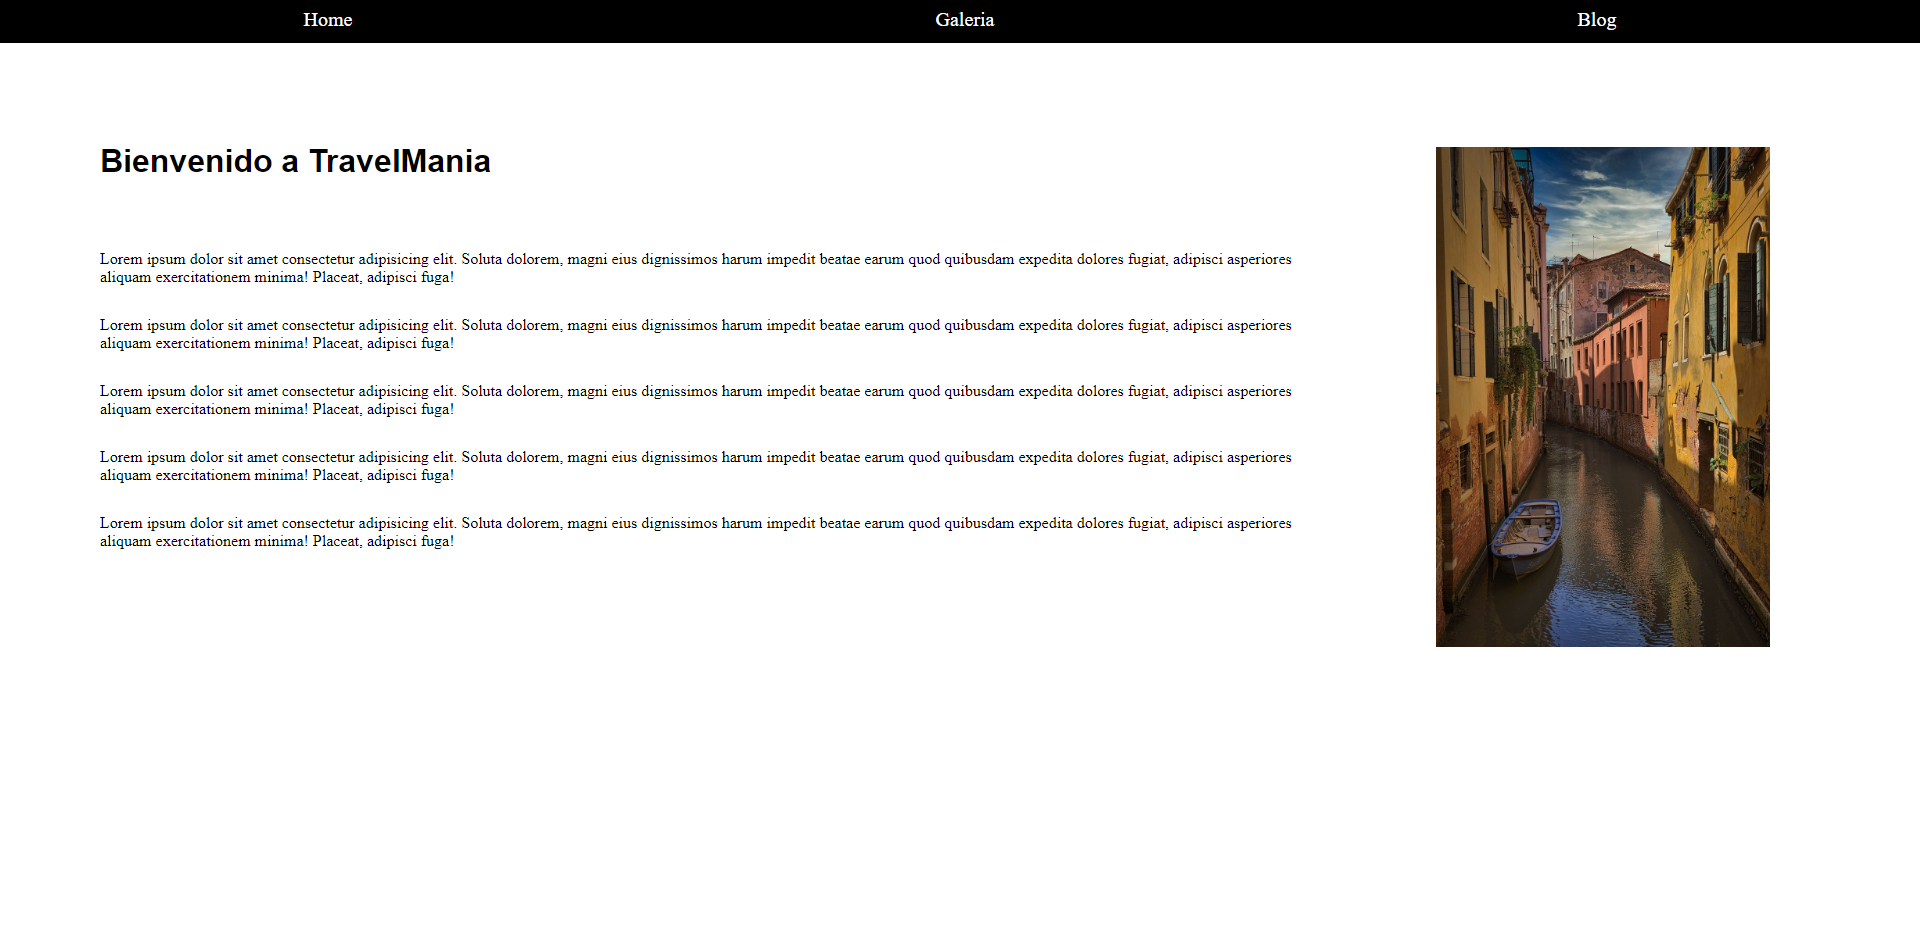 Home Galeria Blog
Bienvenido a TravelMania
Lorem ipsum dolor sit amet consectetur adipisicing elit. Soluta dolorem, magni eius dignissimos harum impedit beatae earum quod quibusdam expedita dolores fugiat, adipisci asperiores
aliquam exercitationem minima! Placeat, adipisci fuga!
Lorem ipsum dolor sit amet consectetur adipisicing elit. Soluta dolorem, magni eius dignissimos harum impedit beatae earum quod quibusdam expedita dolores fugiat, adipisci asperiores
aliquam exercitationem minima! Placeat, adipisci fuga!
Lorem ipsum dolor sit amet consectetur adipisicing elit. Soluta dolorem, magni eius dignissimos harum impedit beatae earum quod quibusdam expedita dolores fugiat, adipisci asperiores
aliquam exercitationem minima! Placeat, adipisci fuga!
Lorem ipsum dolor sit amet consectetur adipisicing elit. Soluta dolorem, magni eius dignissimos harum impedit beatae earum quod quibusdam expedita dolores fugiat, adipisci asperiores
aliquam exercitationem minima! Placeat, adipisci fuga!
Lorem ipsum dolor sit amet consectetur adipisicing elit. Soluta dolorem, magni eius dignissimos harum impedit beatae earum quod quibusdam expedita dolores fugiat, adipisci asperiores
aliquam exercitationem minima! Placeat, adipisci fuga!